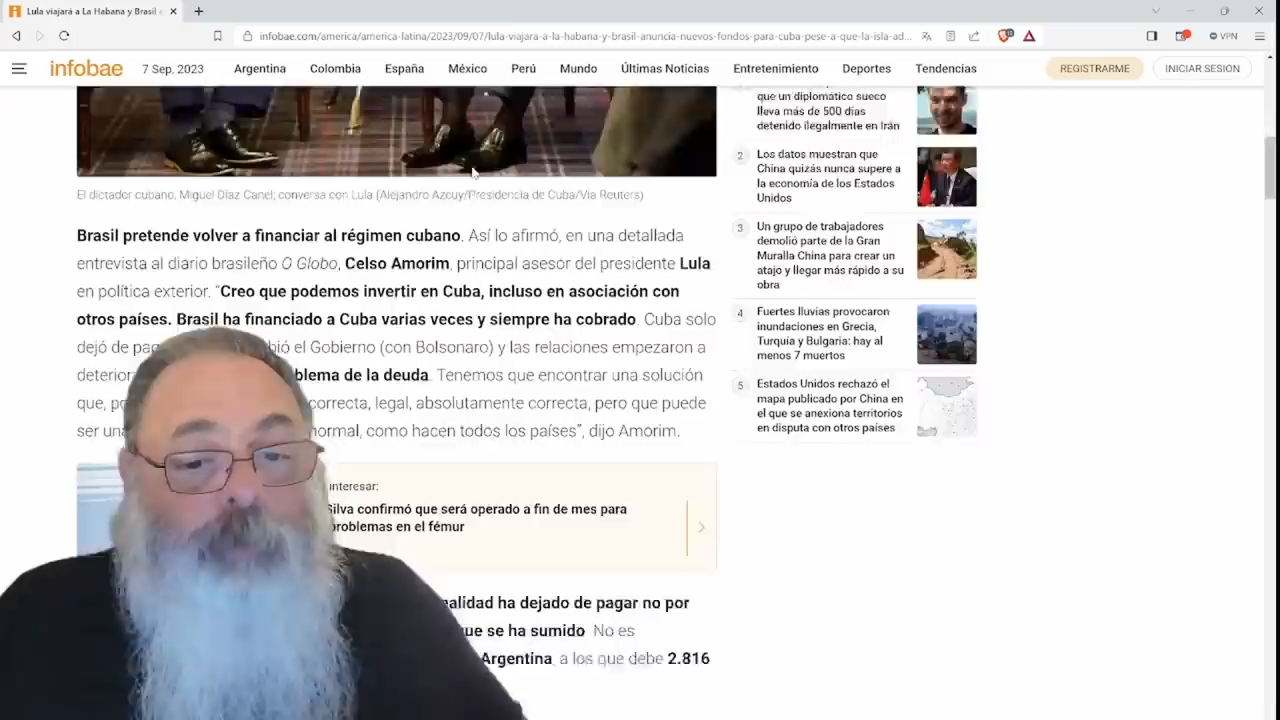 Lula viajará a La Habana y Brasil
infobae.com/america/america-latina/2023/09/07/lula-viajara-a-la-habana-y-brasil-anuncia-nuevos-fondos-para-cuba-pese-a-que-la-isla-ad...
VPN
infobae
7 Sep, 2023
Argentina
Colombia
España
México
Perú
Mundo
Últimas Noticias
Entretenimiento
Deportes
Tendencias
REGISTRARME
INICIAR SESION
El dictador cubano, Miguel Díaz Canel; conversa con Lula (Alejandro Azcuy/Presidencia de Cuba/Via Reuters)
Brasil pretende volver a financiar al régimen cubano. Así lo afirmó, en una detallada
entrevista al diario brasileño O Globo, Celso Amorim, principal asesor del presidente Lula
en política exterior. “Creo que podemos invertir en Cuba, incluso en asociación con
otros países. Brasil ha financiado a Cuba varias veces y siempre ha cobrado. Cuba solo
dejó de el Gobierno (con Bolsonaro) y las relaciones empezaron a
de la deuda. Tenemos que encontrar una solución
que, correcta, legal, absolutamente correcta, pero que puede
ser normal, como hacen todos los países”, dijo Amorim.
interesar:
Silva confirmó que será operado a fin de mes para
problemas en el fémur
ha dejado de pagar no por
que se ha sumido. No es
Argentina, a los que debe 2.816
que un diplomático sueco
lleva más de 500 días
detenido ilegalmente en Irán
2
Los datos muestran que
China quizás nunca supere a
la economía de los Estados
Unidos
3
Un grupo de trabajadores
demolió parte de la Gran
Muralla China para crear un
atajo y llegar más rápido a su
obra
4
Fuertes lluvias provocaron
inundaciones en Grecia,
Turquía y Bulgaria: hay al
menos 7 muertos
5
Estados Unidos rechazó el
mapa publicado por China en
el que se anexiona territorios
en disputa con otros países